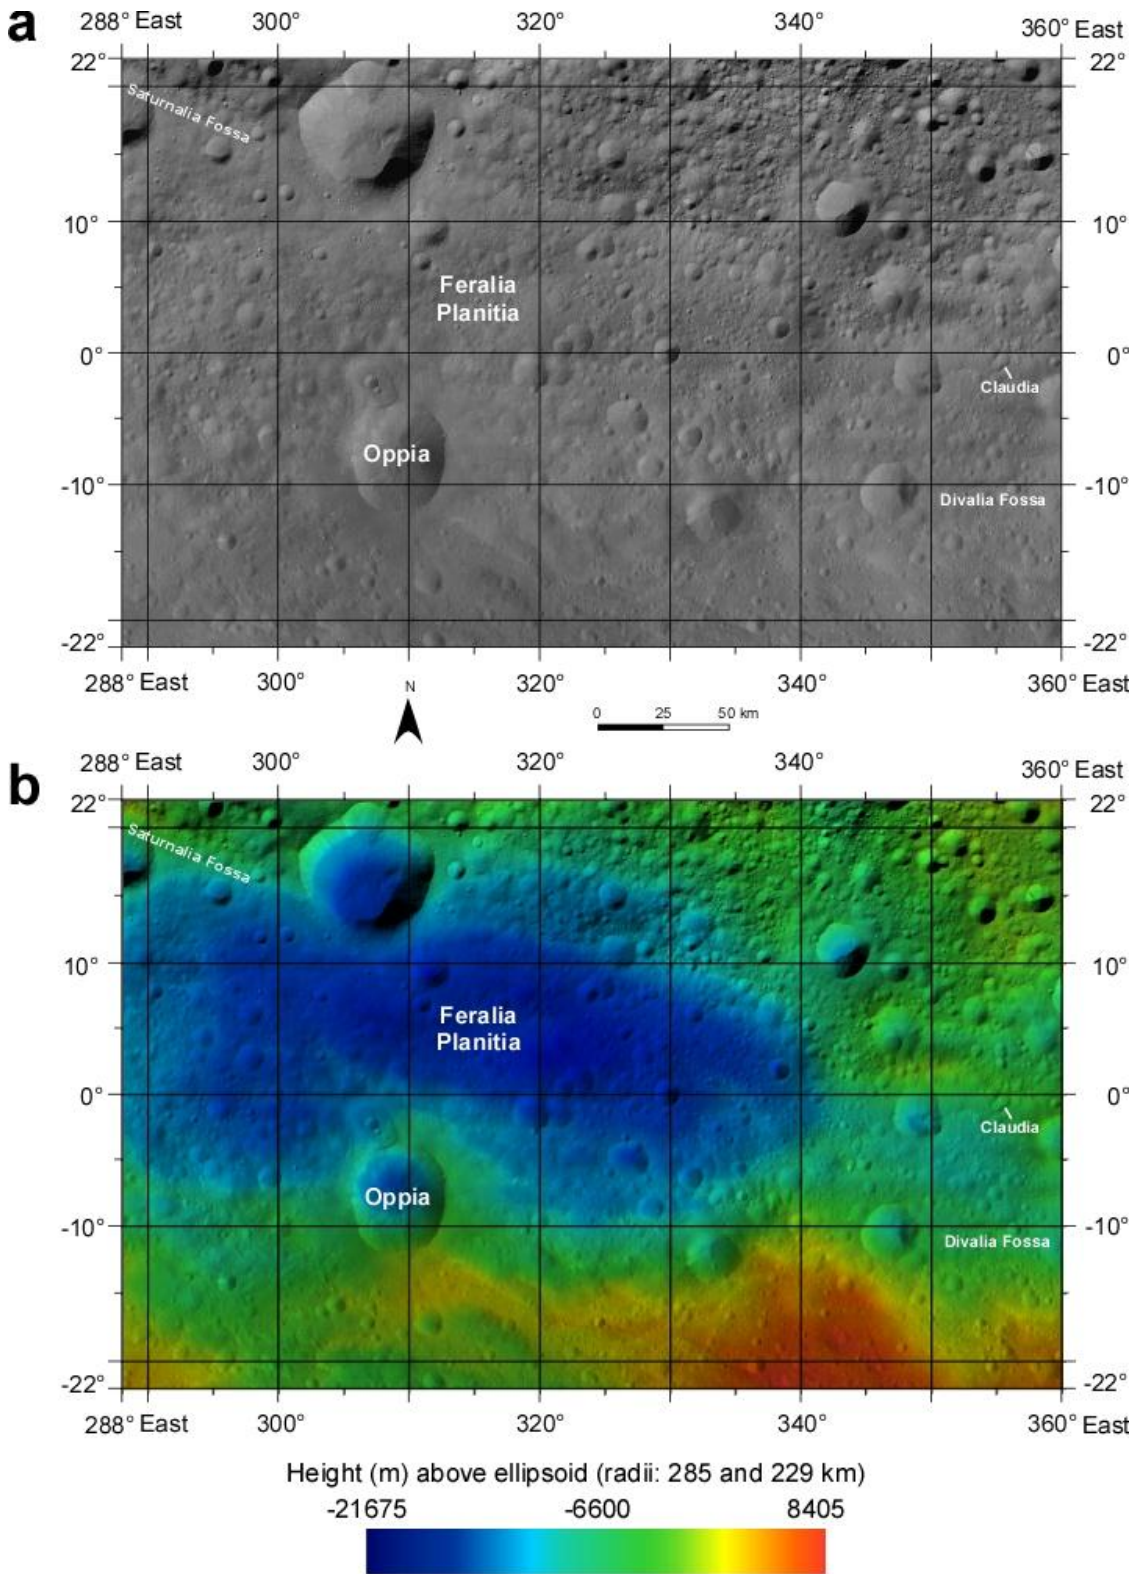 a
288° East 300° 320° 340° 360° East
22° 22°
Saturnalia Fossa
10° 10°
Feralia
Planitia
0° 0°
Claudia
Oppia
-10° -10°
Divalia Fossa
-22° -22°
288° East 300° 320° 340° 360° East
N
0 25 50 km
b
288° East 300° 320° 340° 360° East
22° 22°
Saturnalia Fossa
10° 10°
Feralia
Planitia
0° 0°
Claudia
Oppia
-10° -10°
Divalia Fossa
-22° -22°
288° East 300° 320° 340° 360° East
Height (m) above ellipsoid (radii: 285 and 229 km)
-21675 -6600 8405